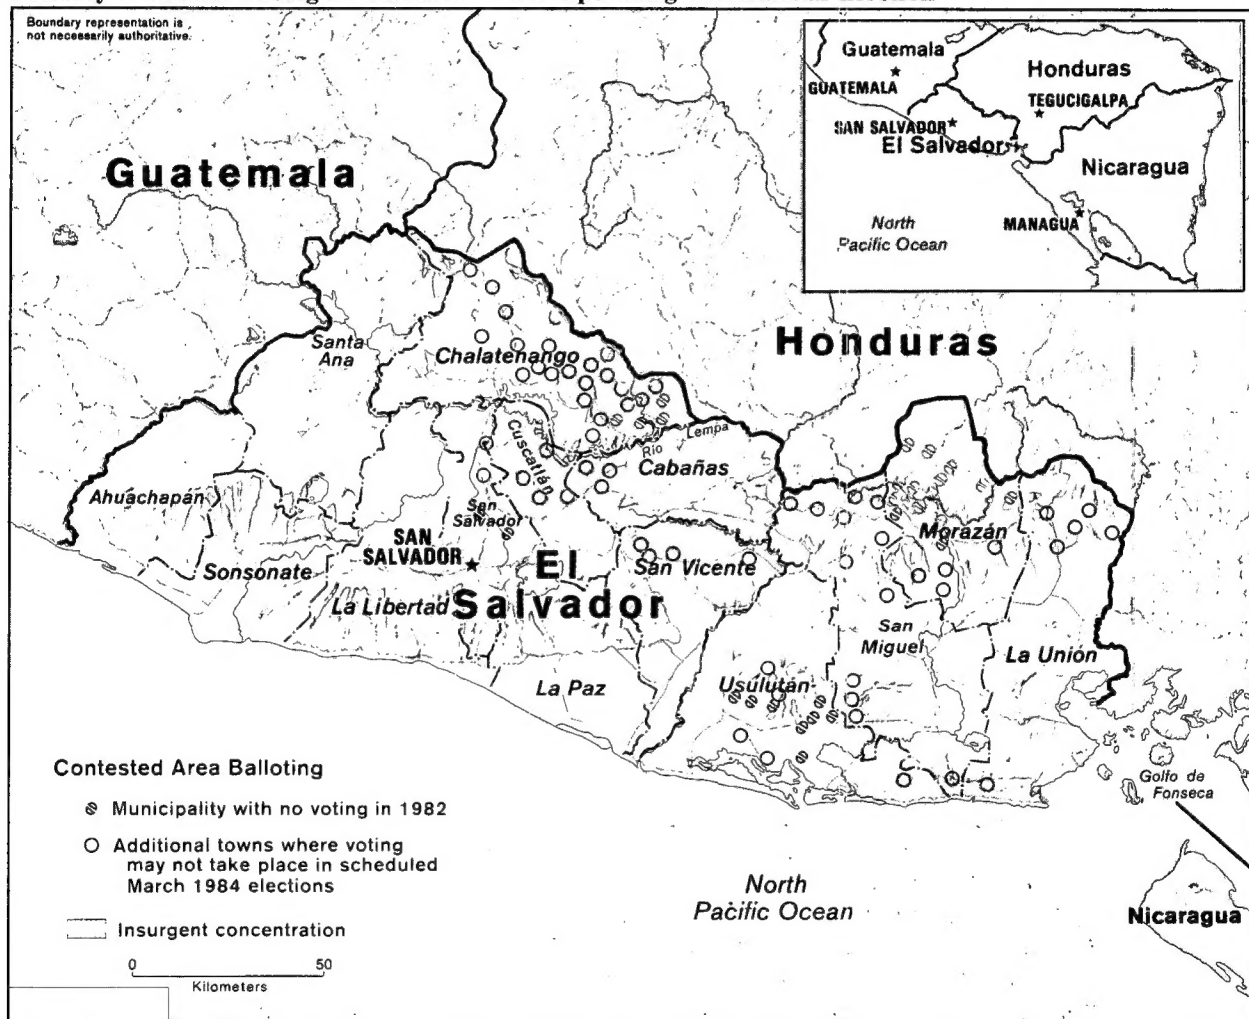 Boundary representation is
not necessarily authoritative.
Guatemala
GUATEMALA
Honduras
TEGUCIGALPA
SAN SALVADOR
El Salvador
Nicaragua
MANAGUA
North
Pacific Ocean
Guatemala
Honduras
Santa
Ana
Chalatenango
Cuscatlán
Rio
Lempa
Cabañas
Ahuachapán
San
Salvador
SAN
SALVADOR
Morazán
Sonsonate
El
Salvador
San Vicente
La Libertad
San
Miguel
La Unión
La Paz
Usulután
Contested Area Balloting
Municipality with no voting in 1982
Additional towns where voting
may not take place in scheduled
March 1984 elections
Insurgent concentration
0 50
Kilometers
Golfo de
Fonseca
North
Pacific Ocean
Nicaragua